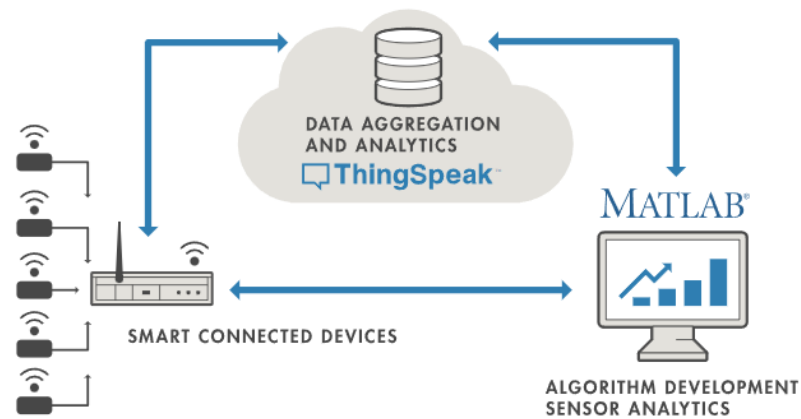 DATA AGGREGATION
AND ANALYTICS
ThingSpeak™
MATLAB®
SMART CONNECTED DEVICES
ALGORITHM DEVELOPMENT
SENSOR ANALYTICS